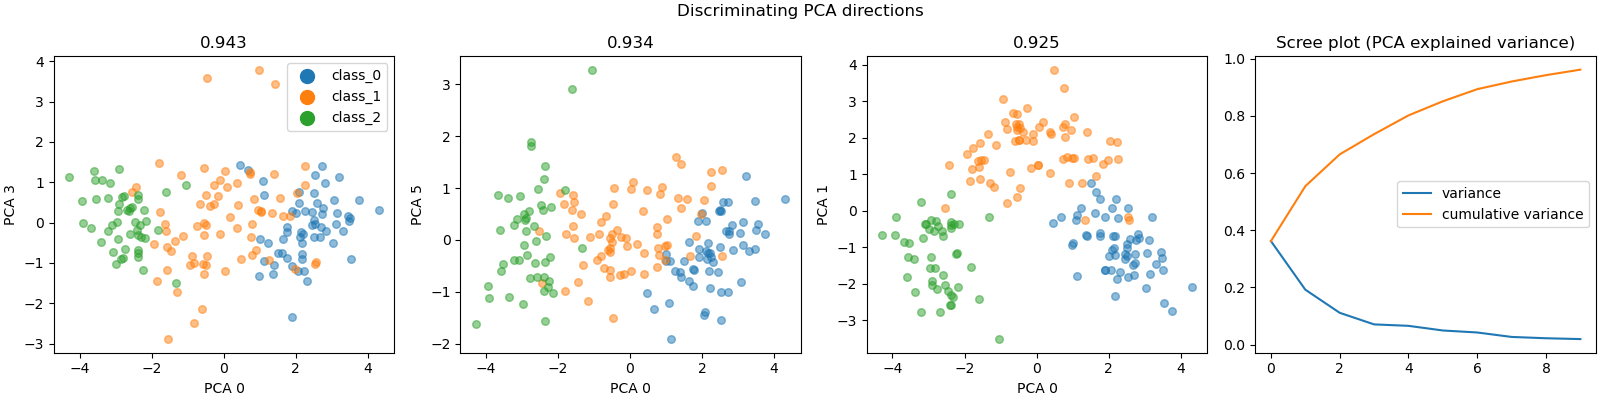 Discriminating PCA directions
0.943
4
3
2
1
0
−1
−2
−3
PCA 3
−4 −2 0 2 4
PCA 0
class_0
class_1
class_2
0.934
3
2
1
0
−1
−2
PCA 5
−4 −2 0 2 4
PCA 0
0.925
4
3
2
1
0
−1
−2
−3
PCA 1
−4 −2 0 2 4
PCA 0
Scree plot (PCA explained variance)
1.0
0.8
0.6
0.4
0.2
0.0
0 2 4 6 8
variance
cumulative variance